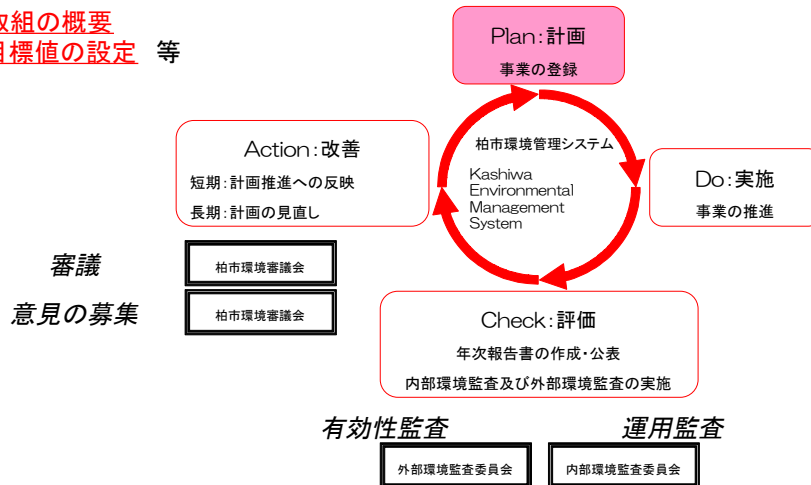 取組の概要
目標値の設定 等
Plan:計画
事業の登録
Action:改善
短期:計画推進への反映
長期:計画の見直し
柏市環境管理システム
Kashiwa
Environmental
Management
System
Do:実施
事業の推進
審議
柏市環境審議会
意見の募集
柏市環境審議会
Check:評価
年次報告書の作成・公表
内部環境監査及び外部環境監査の実施
有効性監査
運用監査
外部環境監査委員会
内部環境監査委員会